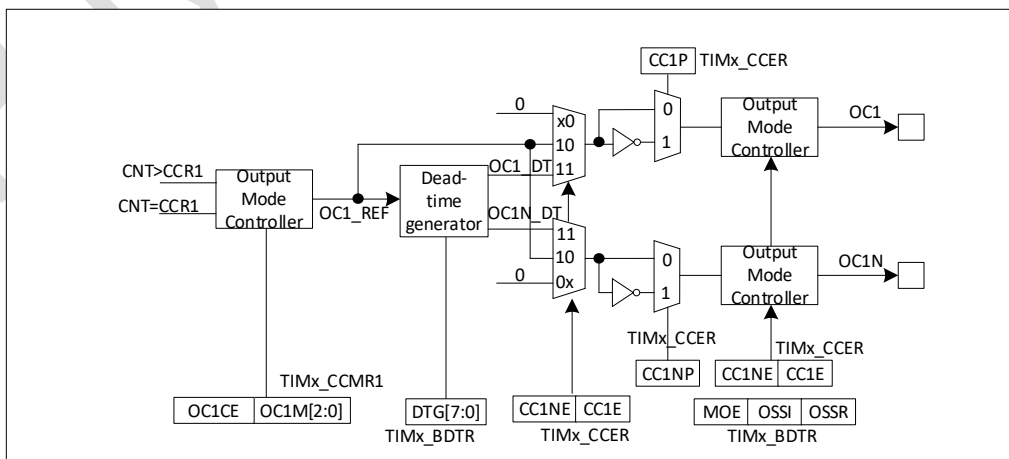 CC1P TIMx_CCER
0
x0
10
11
0
1
Output
Mode
Controller
OC1
CNT>CCR1
CNT=CCR1
Output
Mode
Controller
OC1_REF
Dead-
time
generator
OC1_DT
OC1N_DT
11
10
0x
0
0
1
Output
Mode
Controller
OC1N
TIMx_CCER
CC1NP
TIMx_CCER
CC1NE CC1E
TIMx_CCMR1
OC1CE OC1M[2:0]
DTG[7:0]
TIMx_BDTR
CC1NE CC1E
TIMx_CCER
MOE OSSI OSSR
TIMx_BDTR